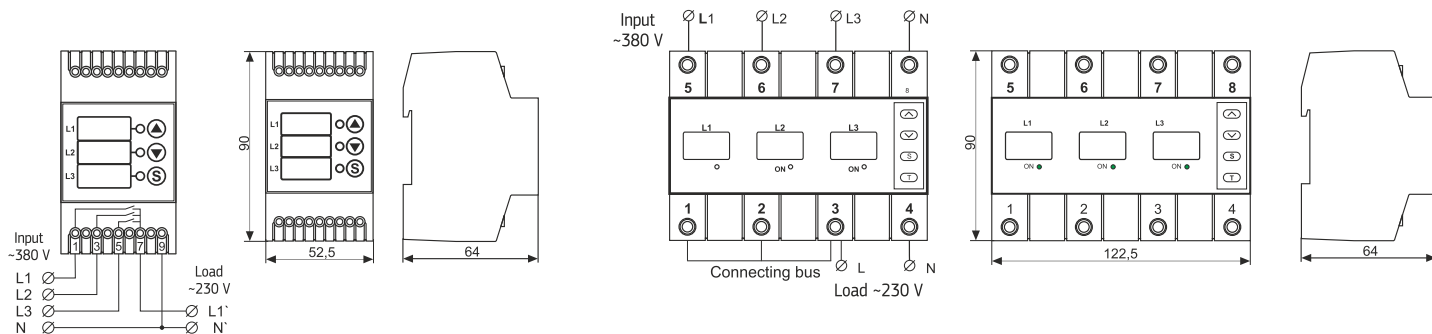 L1
L2
L3
S
1 3 5 7 9
Input
~380 V
L1
L2
L3
N
Load
~230 V
L1`
N`
L1
L2
L3
S
90
52,5
64
Input
~380 V
L1 L2 L3 N
5 6 7 8
L1 L2 L3
ON ON
S
T
1 2 3 4
Connecting bus
L N
Load ~230 V
5 6 7 8
L1 L2 L3
ON ON ON
S
T
1 2 3 4
90
122,5
64